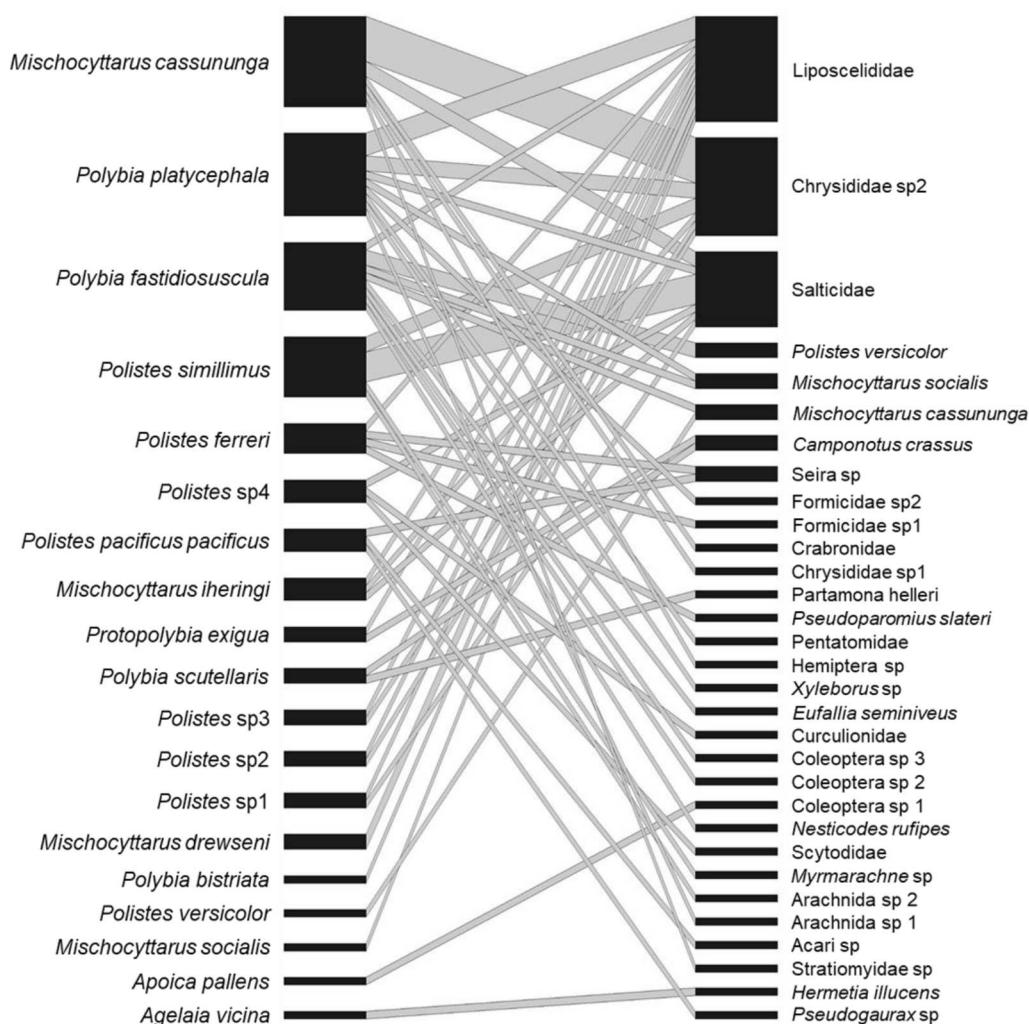 Mischocyttarus cassununga
Polybia platycephala
Polybia fastidiosuscula
Polistes simillimus
Polistes ferreri
Polistes sp4
Polistes pacificus pacificus
Mischocyttarus iheringi
Protopolybia exigua
Polybia scutellaris
Polistes sp3
Polistes sp2
Polistes sp1
Mischocyttarus drewseni
Polybia bistriata
Polistes versicolor
Mischocyttarus socialis
Apoica pallens
Agelaia vicina
Liposcelididae
Chrysididae sp2
Salticidae
Polistes versicolor
Mischocyttarus socialis
Mischocyttarus cassununga
Camponotus crassus
Seira sp
Formicidae sp2
Formicidae sp1
Crabronidae
Chrysididae sp1
Partamona helleri
Pseudoparomius slateri
Pentatomidae
Hemiptera sp
Xyleborus sp
Eufallia seminiveus
Curculionidae
Coleoptera sp 3
Coleoptera sp 2
Coleoptera sp 1
Nesticodes rufipes
Scytodidae
Myrmarachne sp
Arachnida sp 2
Arachnida sp 1
Acari sp
Stratiomyidae sp
Hermetia illucens
Pseudogaurax sp